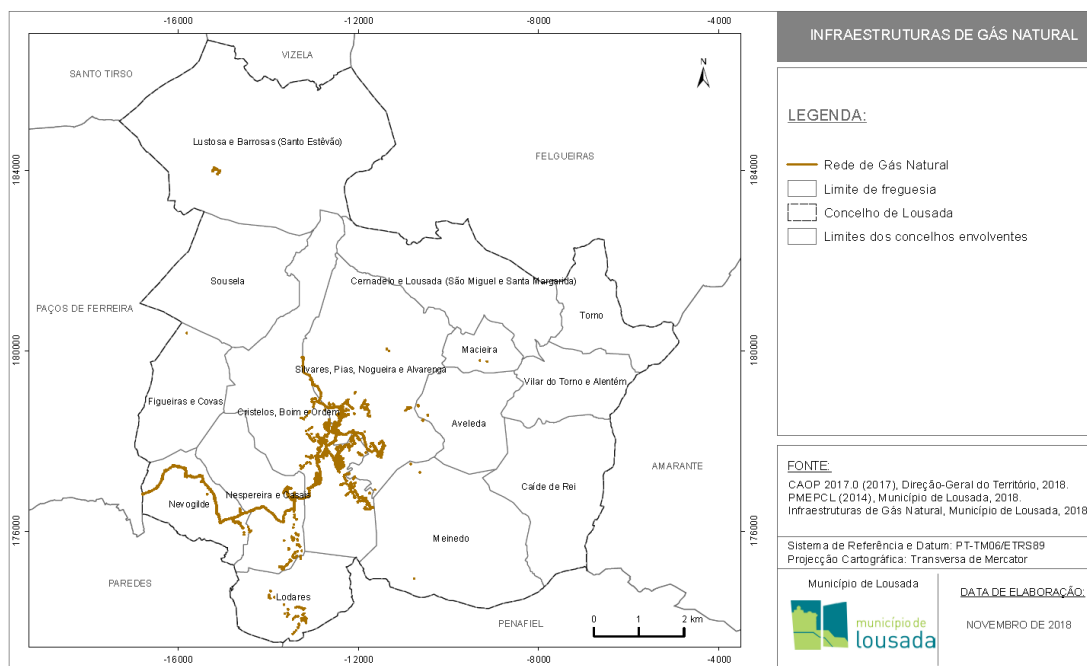 -16000
-12000
-8000
-4000
INFRAESTRUTURAS DE GÁS NATURAL
VIZELA
SANTO TIRSO
N
LEGENDA:
Lustosa e Barrosas (Santo Estêvão)
FELGUEIRAS
Rede de Gás Natural
184000
184000
Limite de freguesia
Concelho de Lousada
Limites dos concelhos envolventes
Sousela
Cernadelo e Lousada (São Miguel e Santa Margarida)
PAÇOS DE FERREIRA
Torno
180000
180000
Macieira
Silvares, Pias, Nogueira e Alvarenga
Vilar do Torno e Alentém
Figueiras e Covas
Cristelos, Boim e Ordem
Aveleda
AMARANTE
FONTE:
CAOP 2017.0 (2017), Direção-Geral do Território, 2018.
PMEPCL (2014), Município de Lousada, 2018.
Infraestruturas de Gás Natural, Município de Lousada, 2018
Caíde de Rei
Nespereira e Casais
Nevogilde
176000
176000
Meinedo
Sistema de Referência e Datum: PT-TM06/ETRS89
Projecção Cartográfica: Transversa de Mercator
PAREDES
Lodares
Município de Lousada
DATA DE ELABORAÇÃO:
0 1 2 km
PENAFIEL
município de
lousada
NOVEMBRO DE 2018
-16000
-12000
-8000
-4000